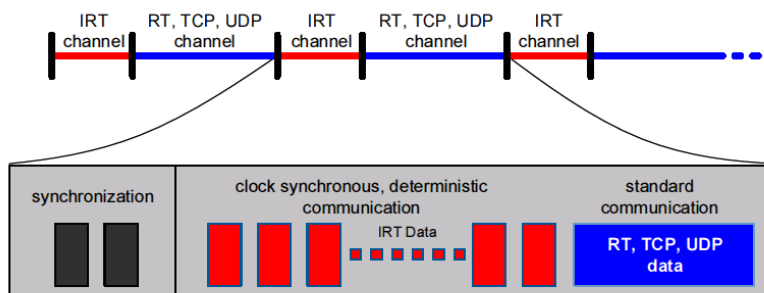 IRT
channel
RT, TCP, UDP
channel
IRT
channel
RT, TCP, UDP
channel
IRT
channel
synchronization
clock synchronous, deterministic
communication
IRT Data
standard
communication
RT, TCP, UDP
data